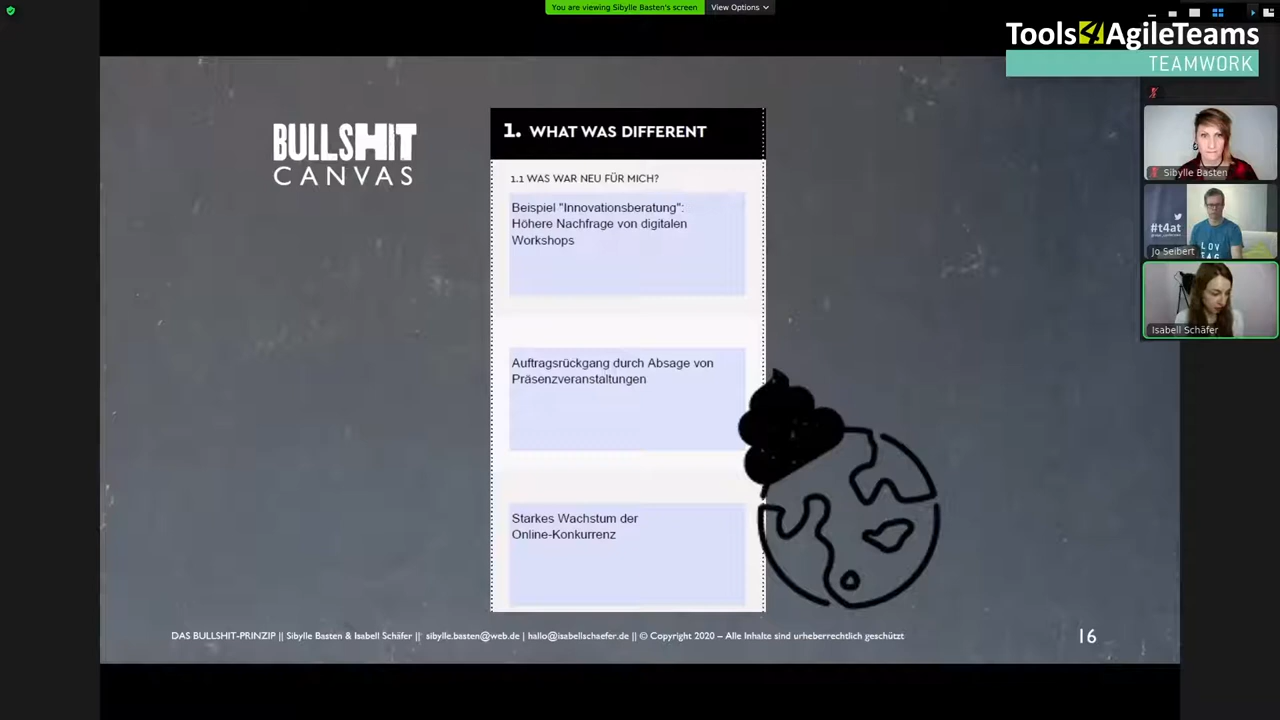 You are viewing Sibylle Basten's screen
View Options
Tools4AgileTeams
TEAMWORK
BULLSHIT
CANVAS
1. WHAT WAS DIFFERENT
1.1 WAS WAR NEU FÜR MICH?
Beispiel "Innovationsberatung":
Höhere Nachfrage von digitalen
Workshops
Auftragsrückgang durch Absage von
Präsenzveranstaltungen
Starkes Wachstum der
Online-Konkurrenz
Sibylle Basten
#t4at
Jo Seibert
Isabell Schäfer
DAS BULLSHIT-PRINZIP || Sibylle Basten & Isabell Schäfer || sibylle.basten@web.de | hallo@isabellschaefer.de || © Copyright 2020 – Alle Inhalte sind urheberrechtlich geschützt
16